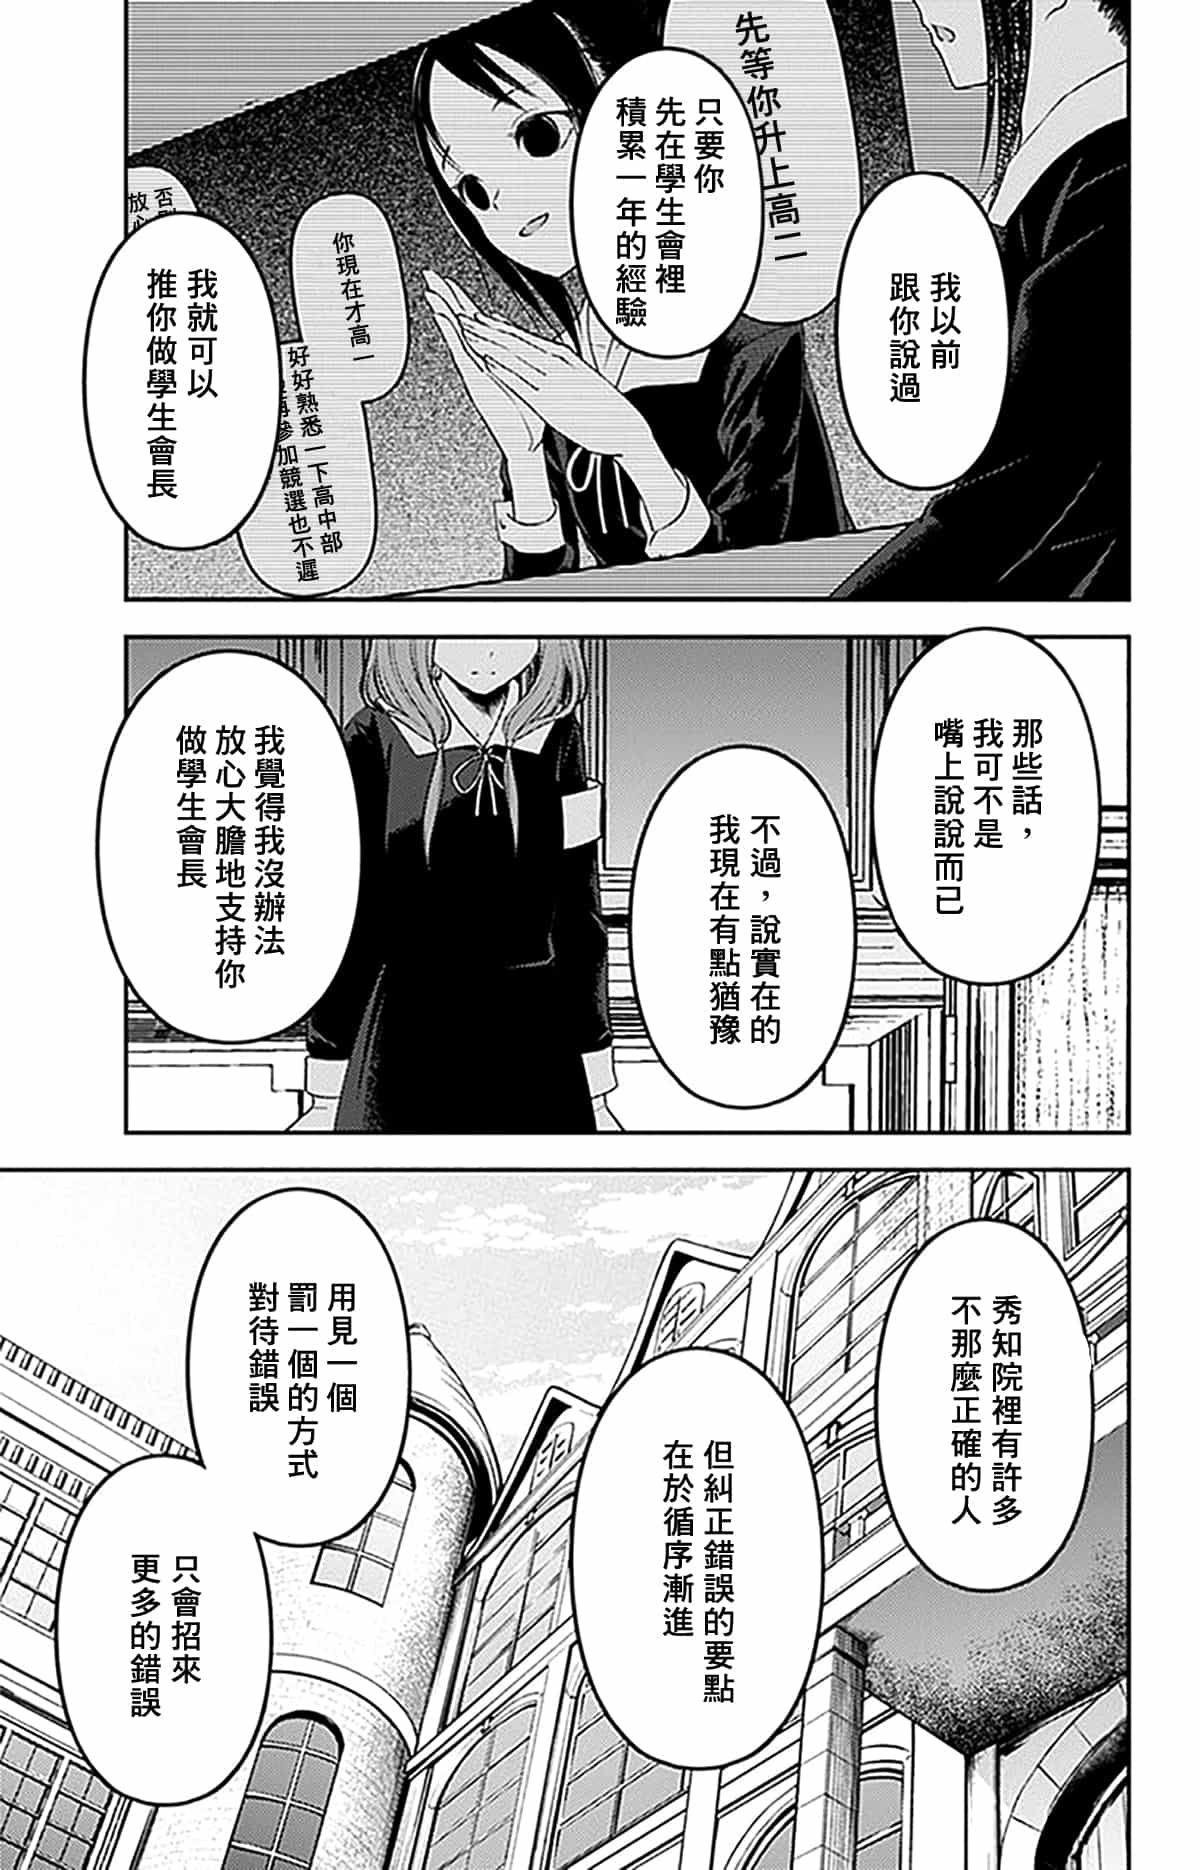 我以前
跟你說過
先等你升上高二
只要你
先在學生會裡
積累一年的經驗
我就可以
推你做學生會長
你現在才高一
好好熟悉一下高中部
再參加競選也不遲
放心
那些話，
我可不是
嘴上說說而已
不過，說實在的
我現在有點猶豫
我覺得我沒辦法
放心大膽地支持你
做學生會長
秀知院裡有許多
不那麼正確的人
但糾正錯誤的要點
在於循序漸進
用見一個
罰一個的方式
對待錯誤
只會招來
更多的錯誤